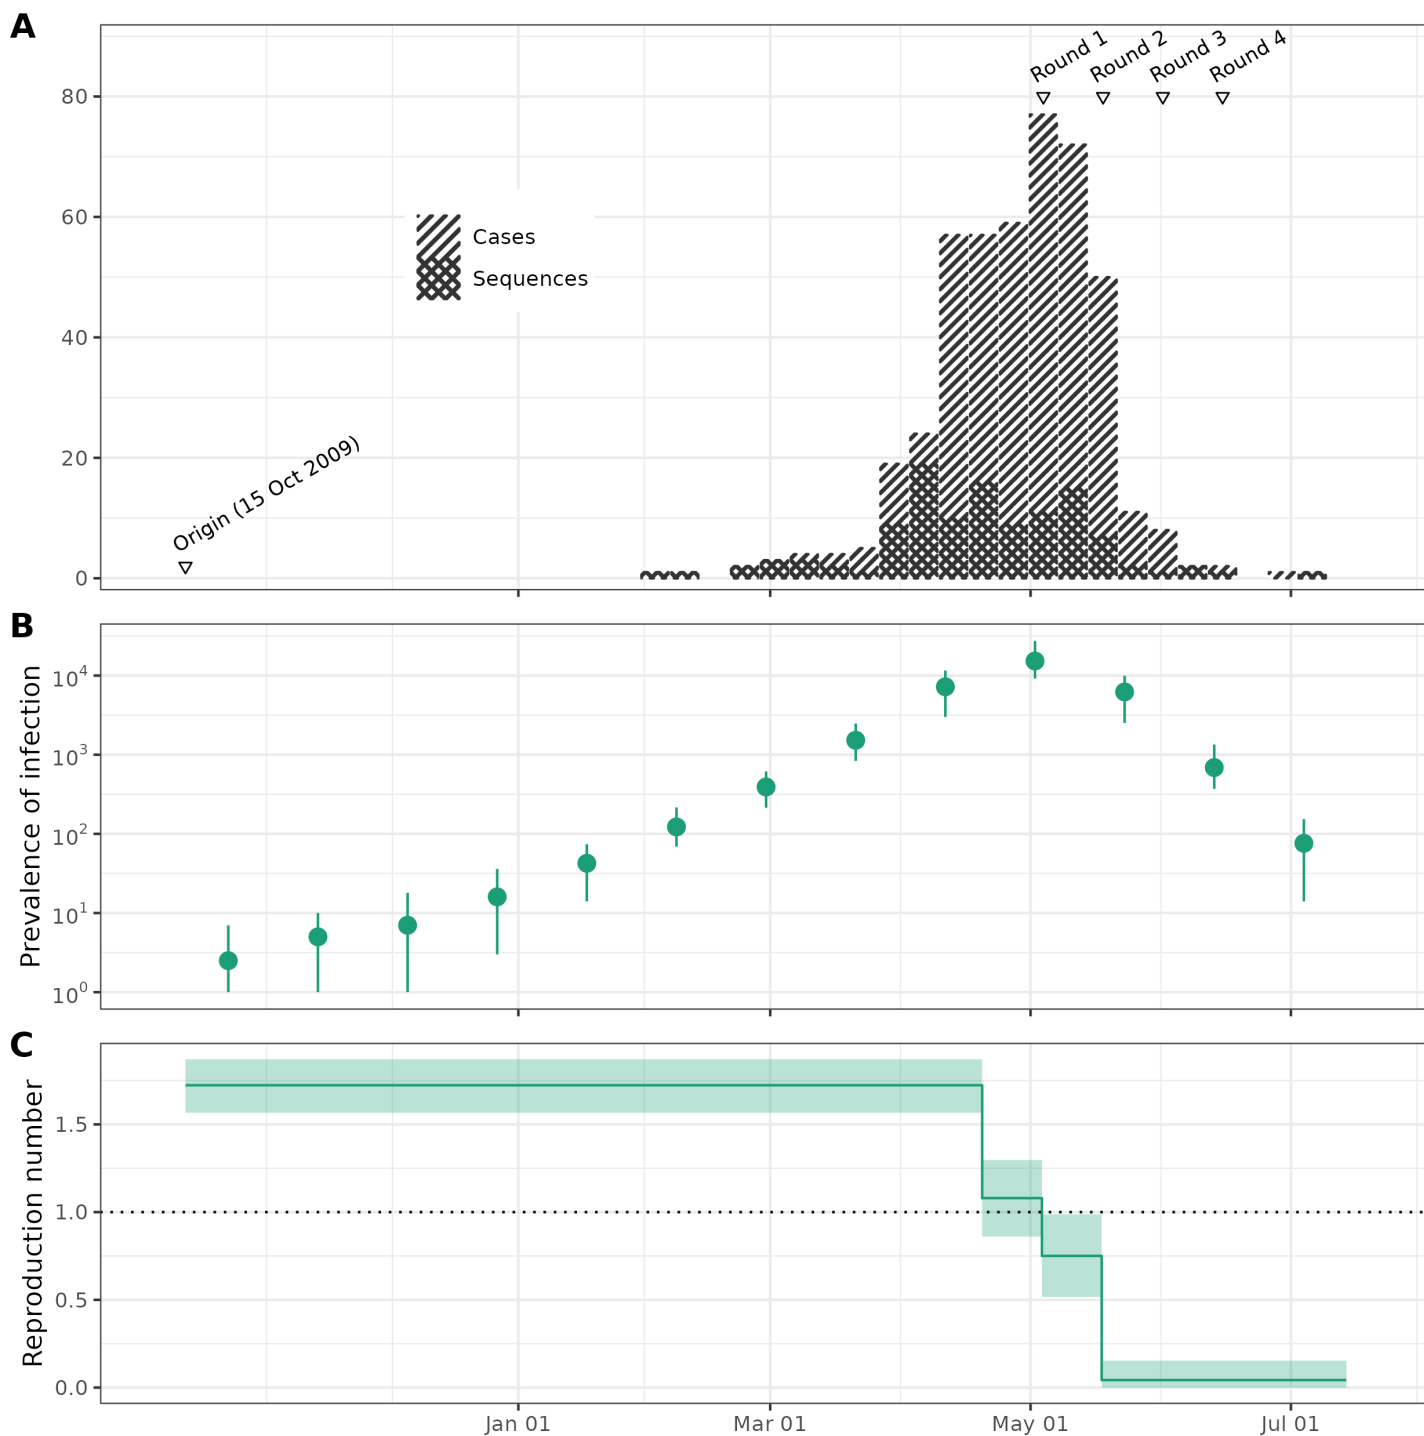 A
Round 1
Round 2
Round 3
Round 4
80
60
40
20
0
Cases
Sequences
Origin (15 Oct 2009)
B
Prevalence of infection
10⁴
10³
10²
10¹
10⁰
C
Reproduction number
1.5
1.0
0.5
0.0
Jan 01
Mar 01
May 01
Jul 01